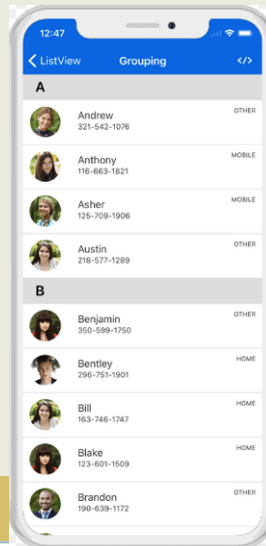 12:47
ListView Grouping </>
A
Andrew OTHER
321-542-1076
Anthony MOBILE
116-663-1821
Asher MOBILE
125-709-1906
Austin OTHER
218-577-1289
B
Benjamin OTHER
350-599-1750
Bentley HOME
296-751-1901
Bill HOME
163-746-1747
Blake HOME
123-601-1509
Brandon OTHER
190-639-1172